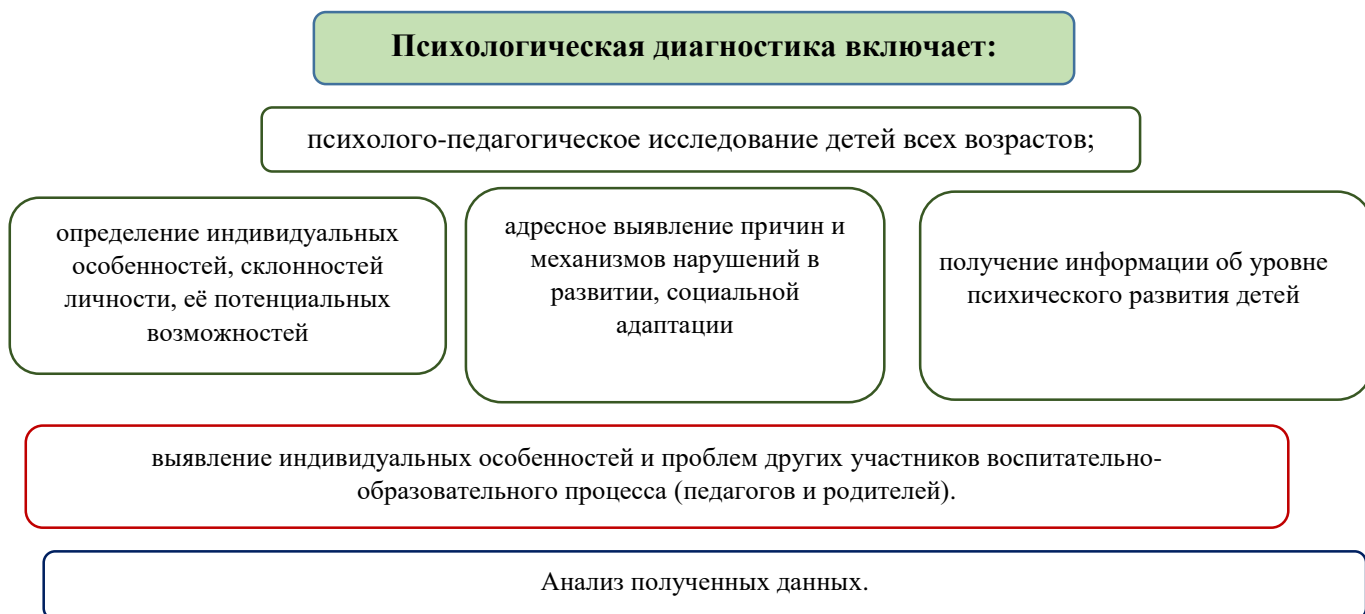 Психологическая диагностика включает:
психолого-педагогическое исследование детей всех возрастов;
определение индивидуальных
особенностей, склонностей
личности, её потенциальных
возможностей
адресное выявление причин и
механизмов нарушений в
развитии, социальной
адаптации
получение информации об уровне
психического развития детей
выявление индивидуальных особенностей и проблем других участников воспитательно-
образовательного процесса (педагогов и родителей).
Анализ полученных данных.